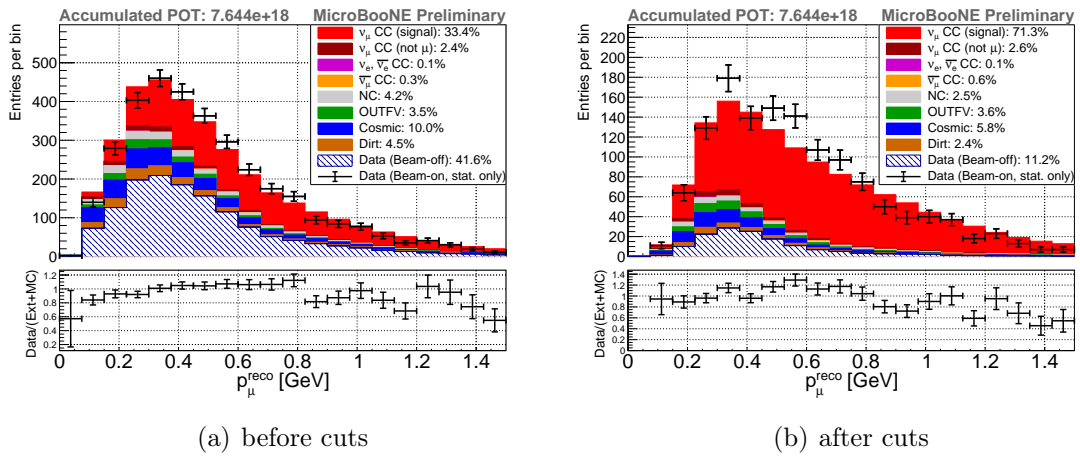 Accumulated POT: 7.644e+18 MicroBooNE Preliminary
Entries per bin
500
400
300
200
100
0
ν_μ CC (signal): 33.4%
ν_μ CC (not μ): 2.4%
ν_e, ν̅_e CC: 0.1%
ν̅_μ CC: 0.3%
NC: 4.2%
OUTFV: 3.5%
Cosmic: 10.0%
Dirt: 4.5%
Data (Beam-off) 41.6%
Data (Beam-on, stat. only)
Data/(Ext+MC)
1.2
1
0.8
0.6
0.4
0.2
0
0 0.2 0.4 0.6 0.8 1 1.2 1.4
p_μ^reco [GeV]
(a) before cuts
Accumulated POT: 7.644e+18 MicroBooNE Preliminary
Entries per bin
220
200
180
160
140
120
100
80
60
40
20
0
ν_μ CC (signal): 71.3%
ν_μ CC (not μ): 2.6%
ν_e, ν̅_e CC: 0.1%
ν̅_μ CC: 0.6%
NC: 2.5%
OUTFV: 3.6%
Cosmic: 5.8%
Dirt: 2.4%
Data (Beam-off): 11.2%
Data (Beam-on, stat. only)
Data/(Ext+MC)
1.4
1.2
1
0.8
0.6
0.4
0.2
0
0 0.2 0.4 0.6 0.8 1 1.2 1.4
p_μ^reco [GeV]
(b) after cuts